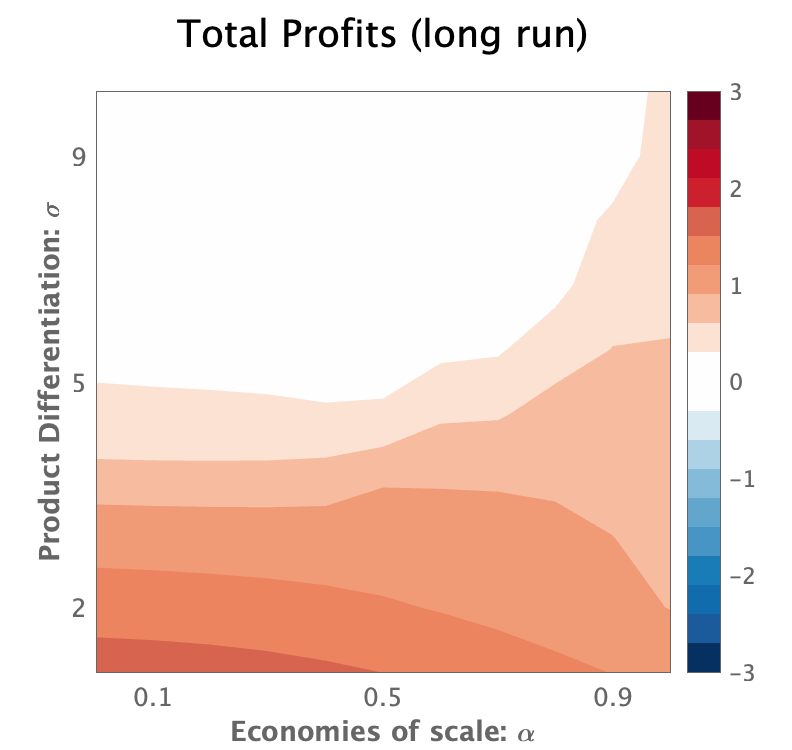 Total Profits (long run)
3
9
2
Product Differentiation: σ
1
5
0
−1
−2
2
−3
0.1 0.5 0.9
Economies of scale: α